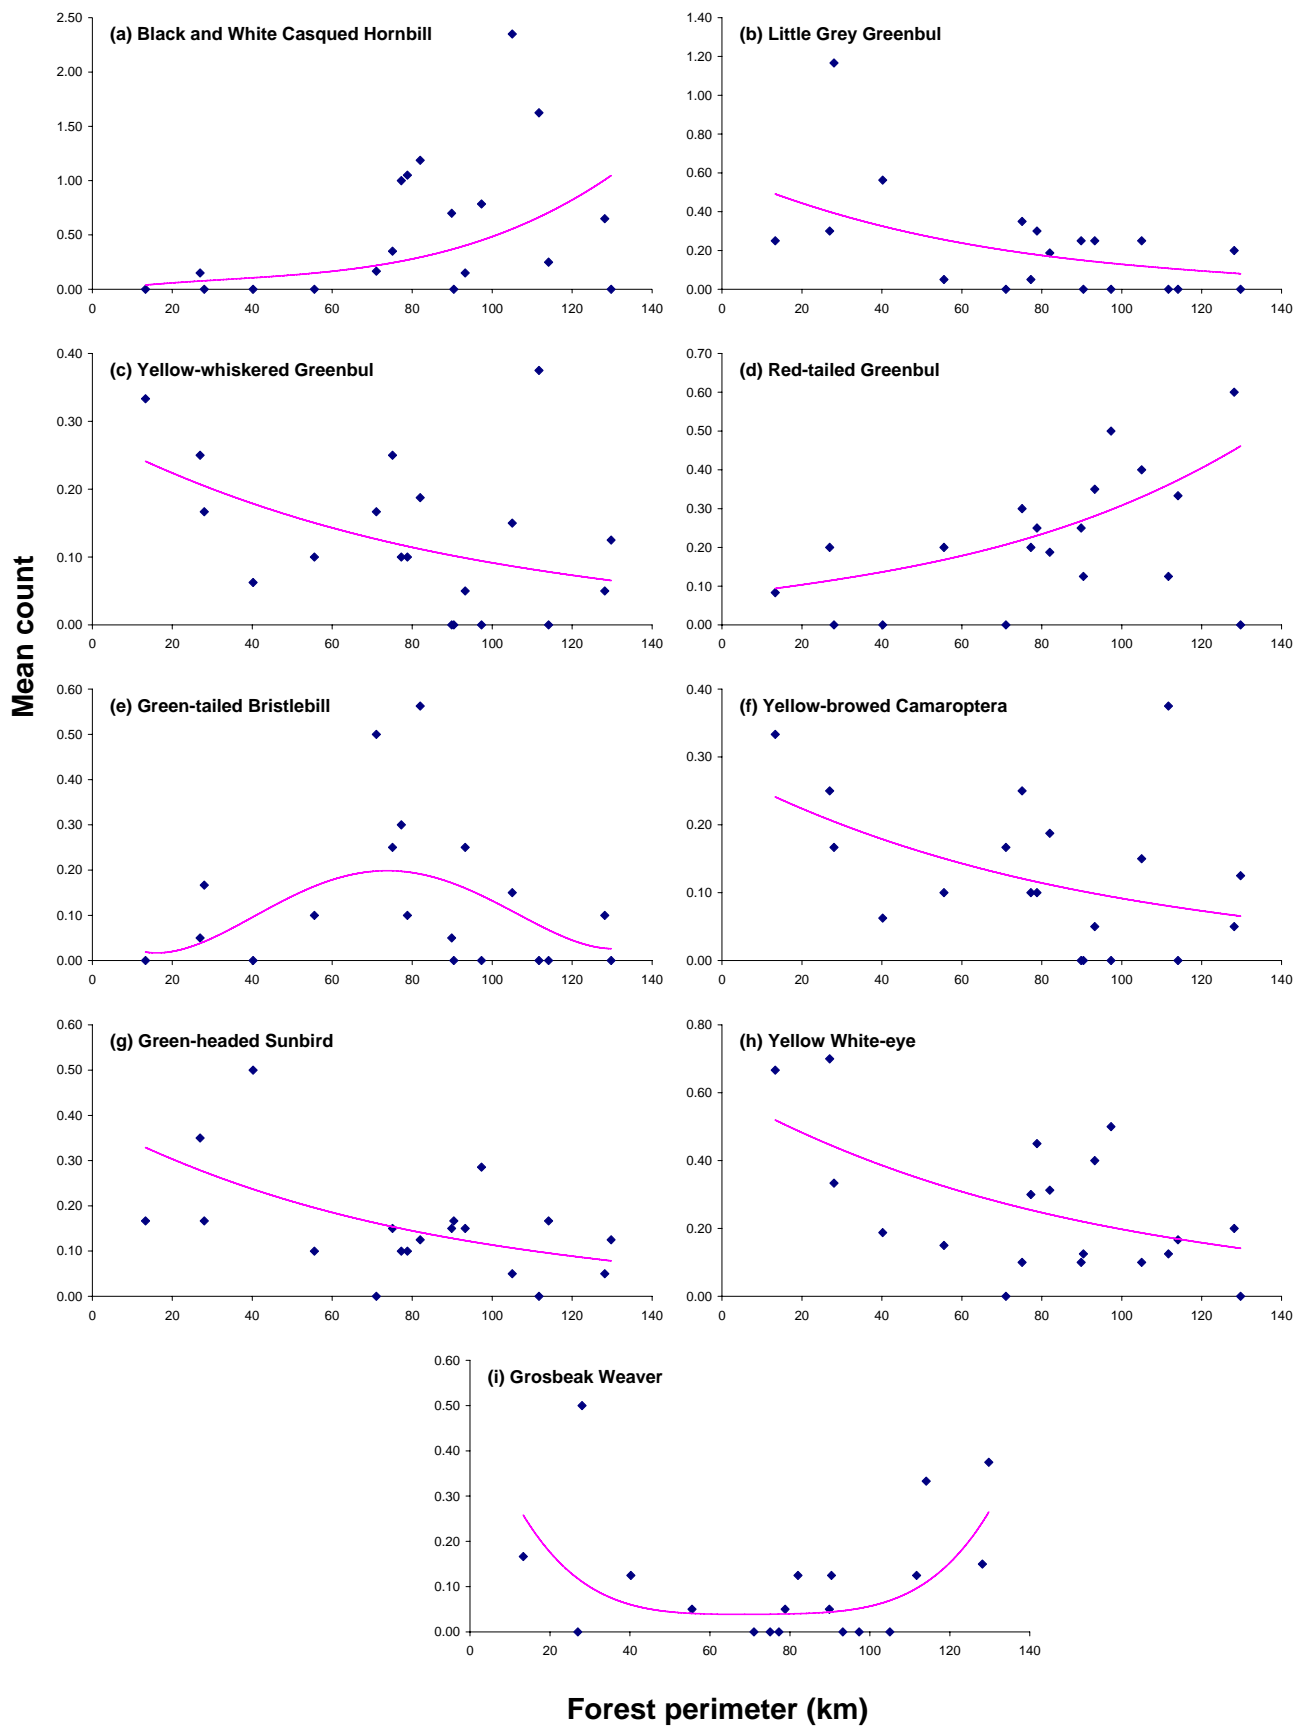 (a) Black and White Casqued Hornbill
2.50
2.00
1.50
1.00
0.50
0.00
0 20 40 60 80 100 120 140
(b) Little Grey Greenbul
1.40
1.20
1.00
0.80
0.60
0.40
0.20
0.00
0 20 40 60 80 100 120 140
(c) Yellow-whiskered Greenbul
0.40
0.30
0.20
0.10
0.00
0 20 40 60 80 100 120 140
(d) Red-tailed Greenbul
0.70
0.60
0.50
0.40
0.30
0.20
0.10
0.00
0 20 40 60 80 100 120 140
Mean count
(e) Green-tailed Bristlebill
0.60
0.50
0.40
0.30
0.20
0.10
0.00
0 20 40 60 80 100 120 140
(f) Yellow-browed Camaroptera
0.40
0.30
0.20
0.10
0.00
0 20 40 60 80 100 120 140
(g) Green-headed Sunbird
0.60
0.50
0.40
0.30
0.20
0.10
0.00
0 20 40 60 80 100 120 140
(h) Yellow White-eye
0.80
0.60
0.40
0.20
0.00
0 20 40 60 80 100 120 140
(i) Grosbeak Weaver
0.60
0.50
0.40
0.30
0.20
0.10
0.00
0 20 40 60 80 100 120 140
Forest perimeter (km)